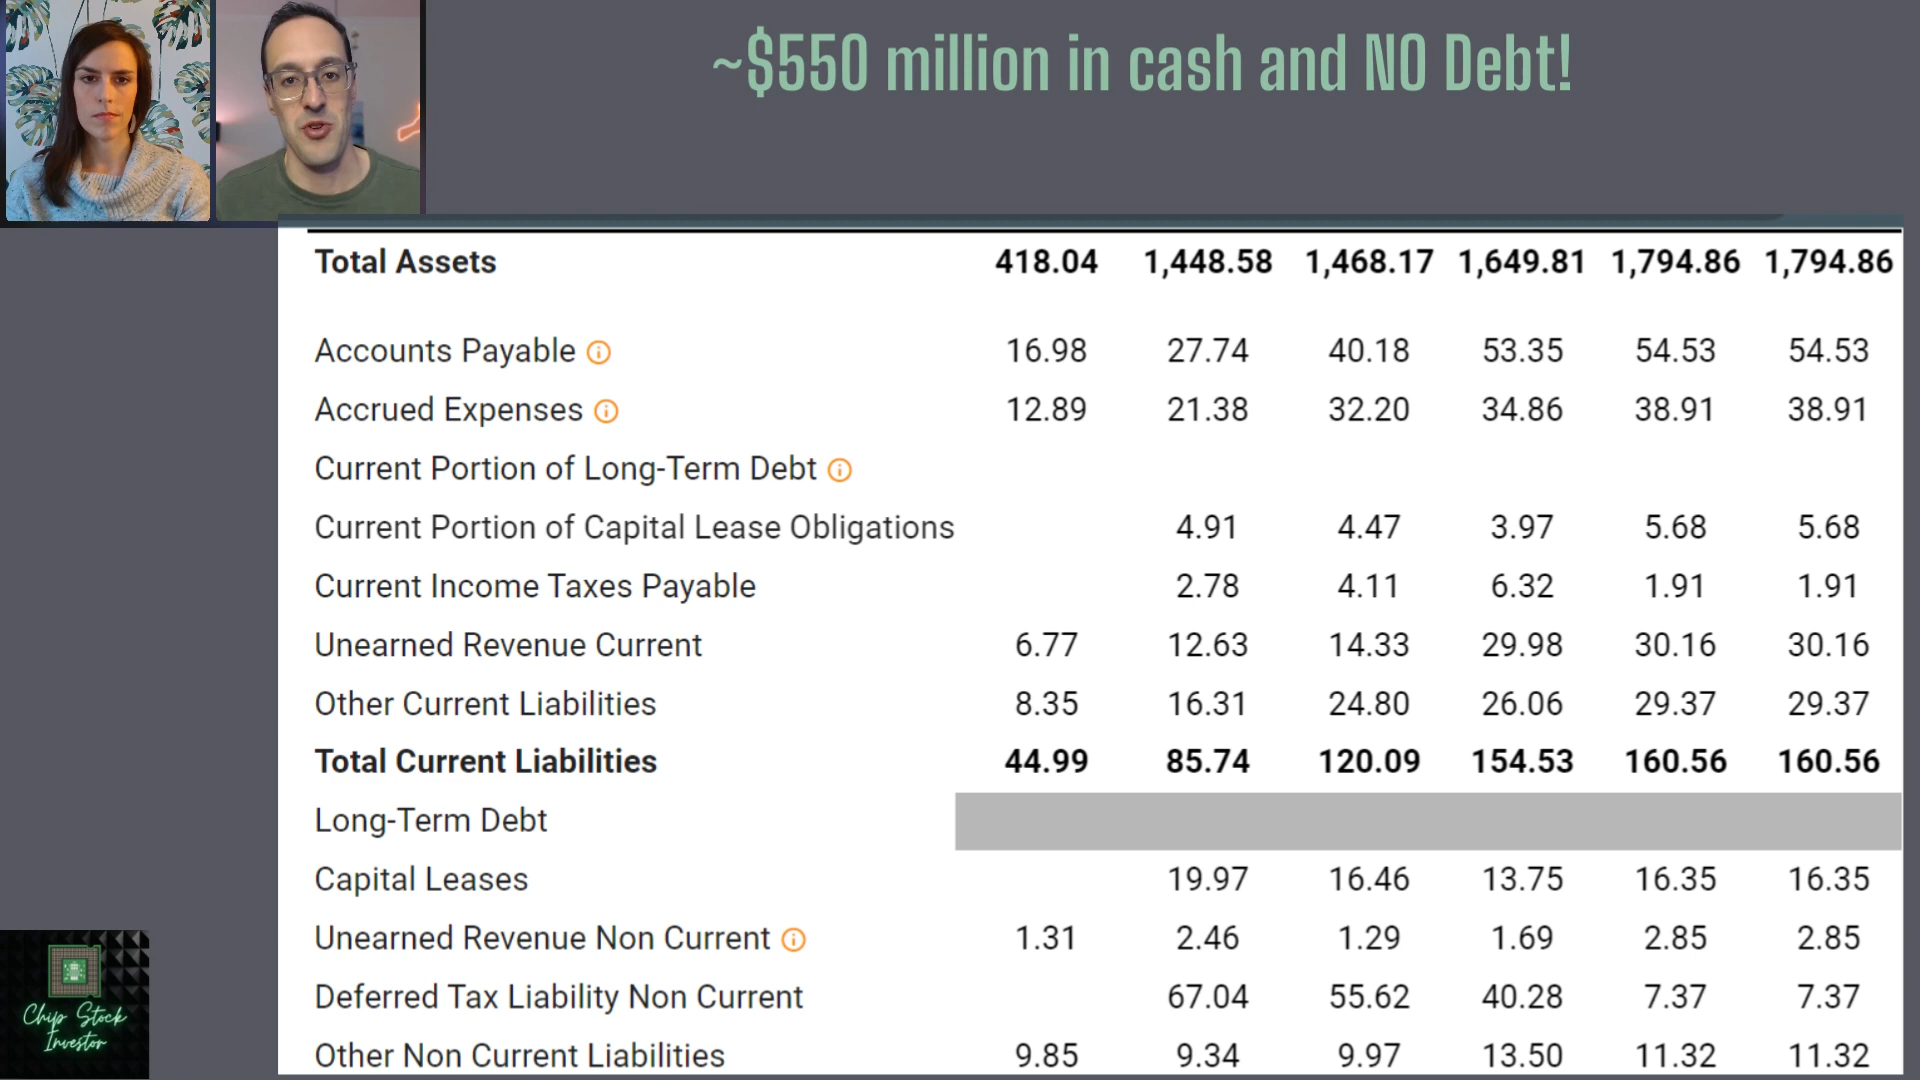 ~$550 million in cash and NO Debt!
Total Assets 418.04 1,448.58 1,468.17 1,649.81 1,794.86 1,794.86
Accounts Payable 16.98 27.74 40.18 53.35 54.53 54.53
Accrued Expenses 12.89 21.38 32.20 34.86 38.91 38.91
Current Portion of Long-Term Debt
Current Portion of Capital Lease Obligations 4.91 4.47 3.97 5.68 5.68
Current Income Taxes Payable 2.78 4.11 6.32 1.91 1.91
Unearned Revenue Current 6.77 12.63 14.33 29.98 30.16 30.16
Other Current Liabilities 8.35 16.31 24.80 26.06 29.37 29.37
Total Current Liabilities 44.99 85.74 120.09 154.53 160.56 160.56
Long-Term Debt
Capital Leases 19.97 16.46 13.75 16.35 16.35
Unearned Revenue Non Current 1.31 2.46 1.29 1.69 2.85 2.85
Deferred Tax Liability Non Current 67.04 55.62 40.28 7.37 7.37
Other Non Current Liabilities 9.85 9.34 9.97 13.50 11.32 11.32
Chip Stock
Investor